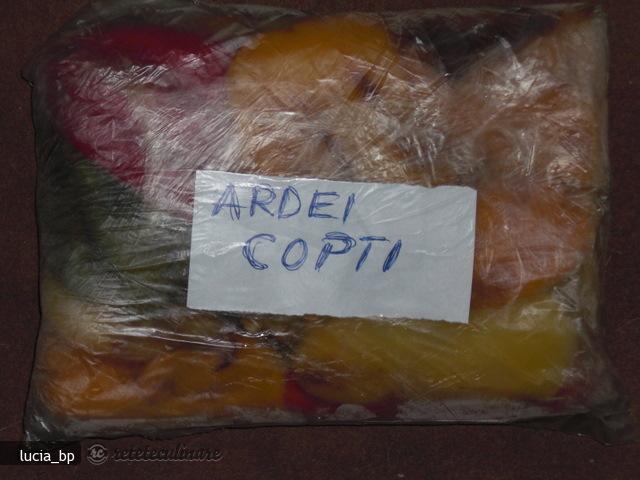 ARDEI
COPTI
lucia_bp
reteteculinare